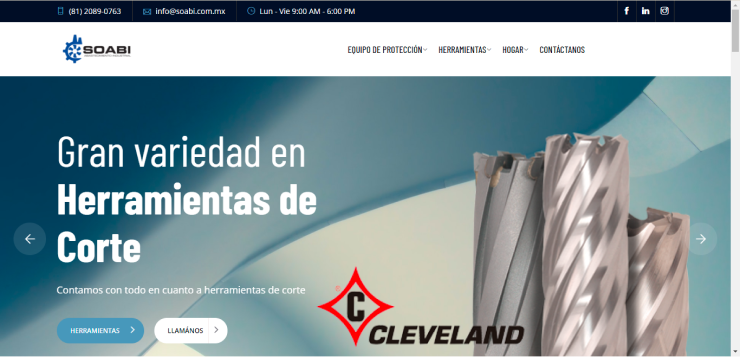 (81) 2089-0763 info@soabi.com.mx Lun - Vie 9:00 AM - 6:00 PM
SOABI
EQUIPO DE PROTECCIÓN HERRAMIENTAS HOGAR CONTÁCTANOS
Gran variedad en
Herramientas de
Corte
Contamos con todo en cuanto a herramientas de corte
HERRAMIENTAS LLAMÁNOS
C
CLEVELAND